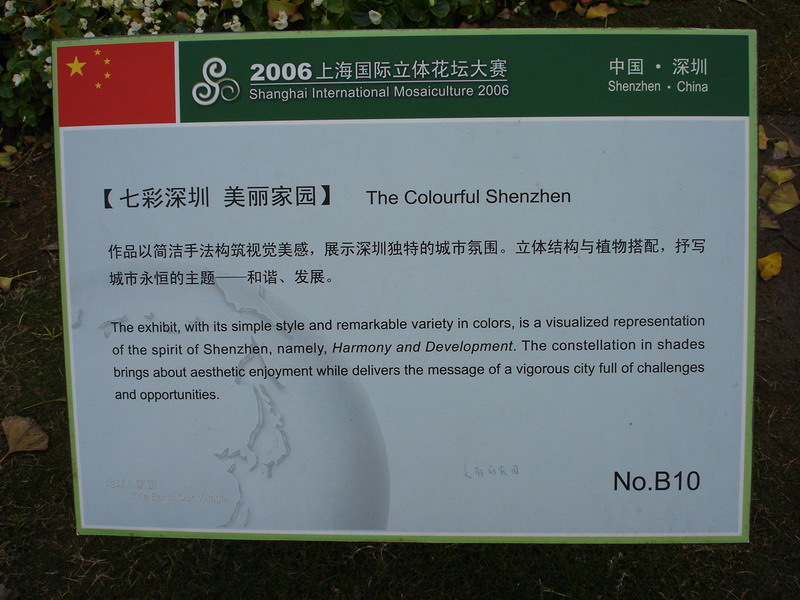 2006上海国际立体花坛大赛
Shanghai International Mosaiculture 2006
中国·深圳
Shenzhen·China
【七彩深圳 美丽家园】 The Colourful Shenzhen
作品以简洁手法构筑视觉美感，展示深圳独特的城市氛围。立体结构与植物搭配，抒写
城市永恒的主题——和谐、发展。
The exhibit, with its simple style and remarkable variety in colors, is a visualized representation
of the spirit of Shenzhen, namely, Harmony and Development. The constellation in shades
brings about aesthetic enjoyment while delivers the message of a vigorous city full of challenges
and opportunities.
The Earth, Our Village
No.B10